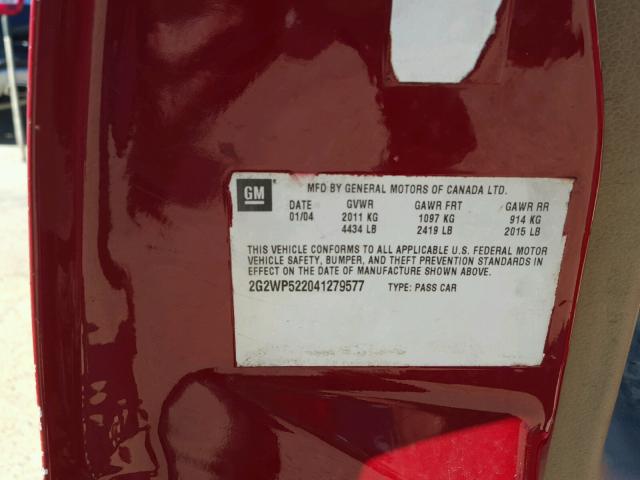 GM
MFD BY GENERAL MOTORS OF CANADA LTD.
DATE GVWR GAWR FRT GAWR RR
01/04 2011 KG 1097 KG 914 KG
4434 LB 2419 LB 2015 LB
THIS VEHICLE CONFORMS TO ALL APPLICABLE U.S. FEDERAL MOTOR
VEHICLE SAFETY, BUMPER, AND THEFT PREVENTION STANDARDS IN
EFFECT ON THE DATE OF MANUFACTURE SHOWN ABOVE.
2G2WP522041279577 TYPE: PASS CAR